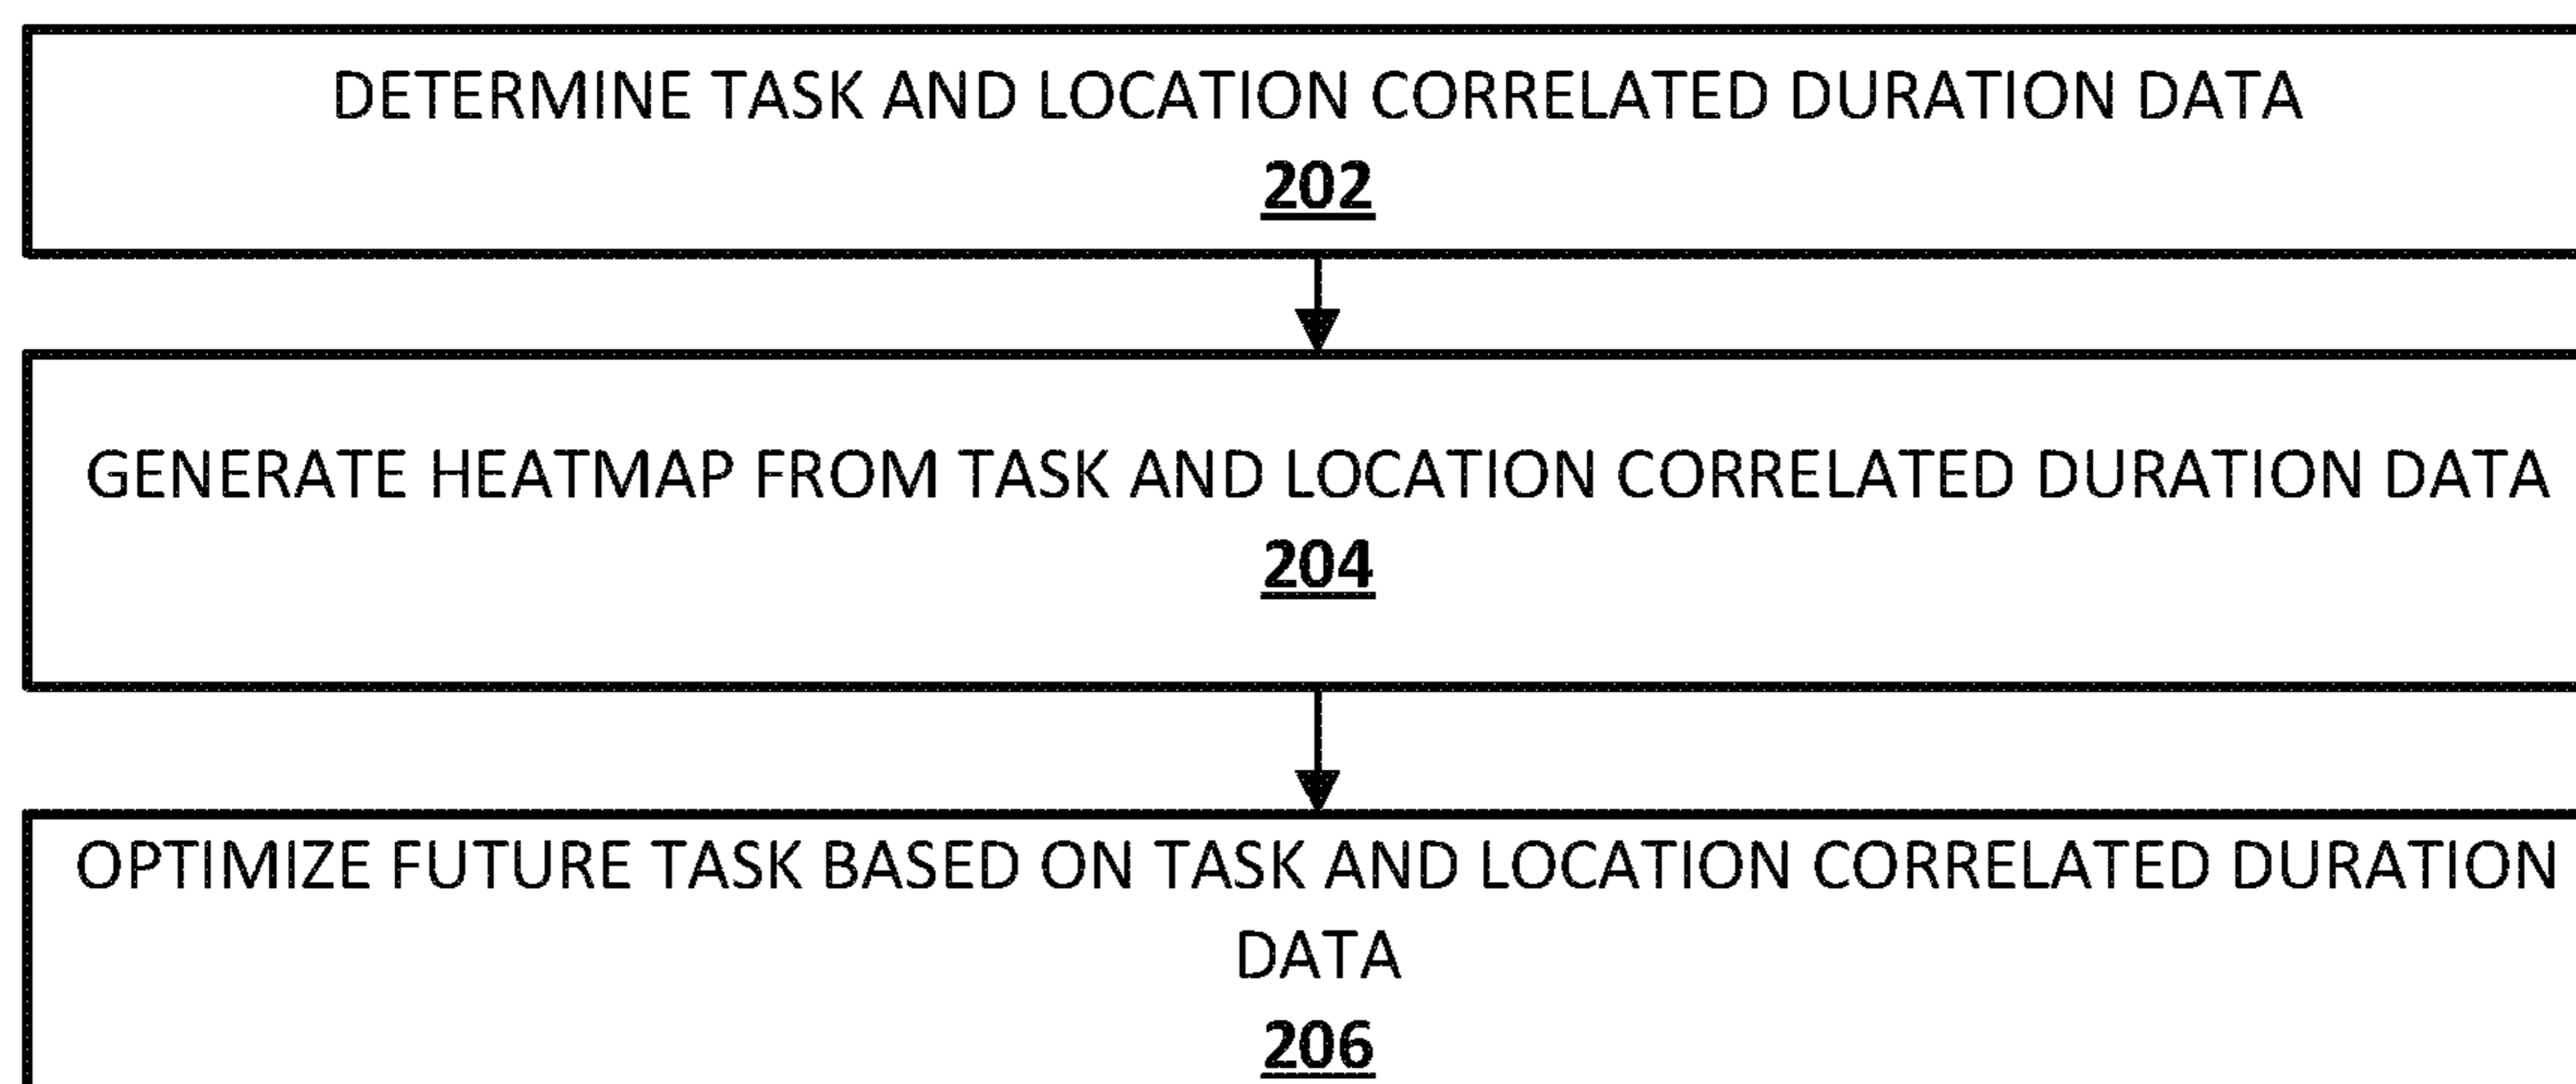 DETERMINE TASK AND LOCATION CORRELATED DURATION DATA
202
GENERATE HEATMAP FROM TASK AND LOCATION CORRELATED DURATION DATA
204
OPTIMIZE FUTURE TASK BASED ON TASK AND LOCATION CORRELATED DURATION
DATA
206